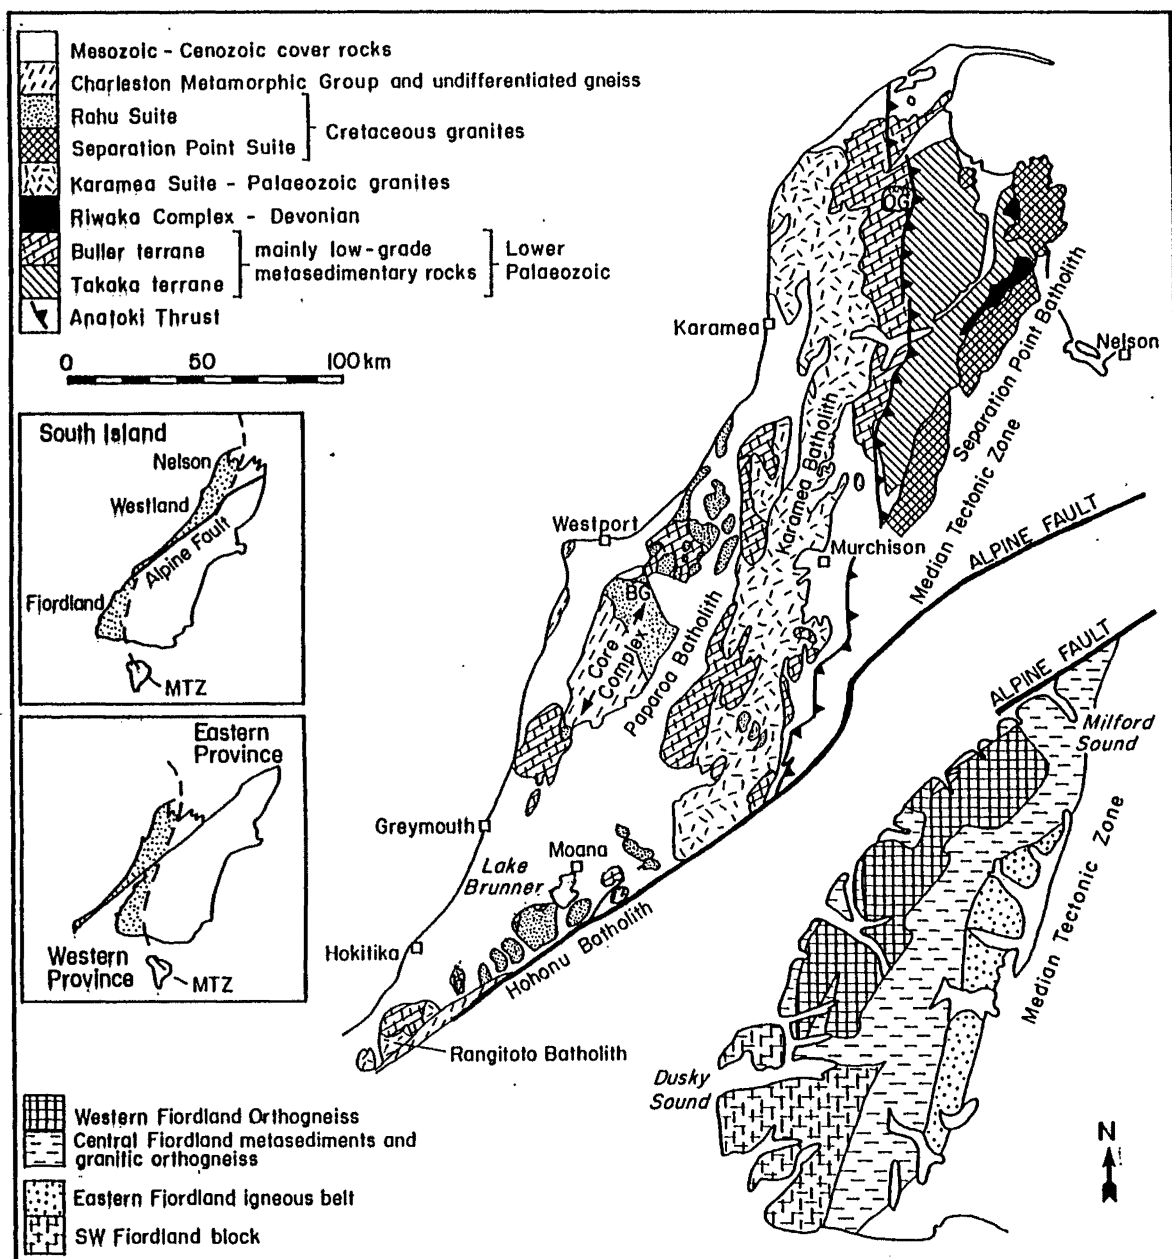 Mesozoic - Cenozoic cover rocks
Charleston Metamorphic Group and undifferentiated gneiss
Rahu Suite
Separation Point Suite
Cretaceous granites
Karamea Suite - Palaeozoic granites
Riwaka Complex - Devonian
Buller terrane
Takaka terrane
mainly low-grade
metasedimentary rocks
Lower
Palaeozoic
Anatoki Thrust
0 50 100 km
South Island
Nelson
Westland
Alpine Fault
Fiordland
MTZ
Eastern
Province
Western
Province
MTZ
OG
Karamea
Nelson
Separation Point Batholith
Median Tectonic Zone
Karamea Batholith
Westport
Murchison
ALPINE FAULT
BG
Core
Complex
Paparoa Batholith
ALPINE FAULT
Milford
Sound
Greymouth
Moana
Lake
Brunner
Hohonu Batholith
Hokitika
Rangitoto Batholith
Median Tectonic Zone
Dusky
Sound
N
Western Fiordland Orthogneiss
Central Fiordland metasediments and
granitic orthogneiss
Eastern Fiordland igneous belt
SW Fiordland block